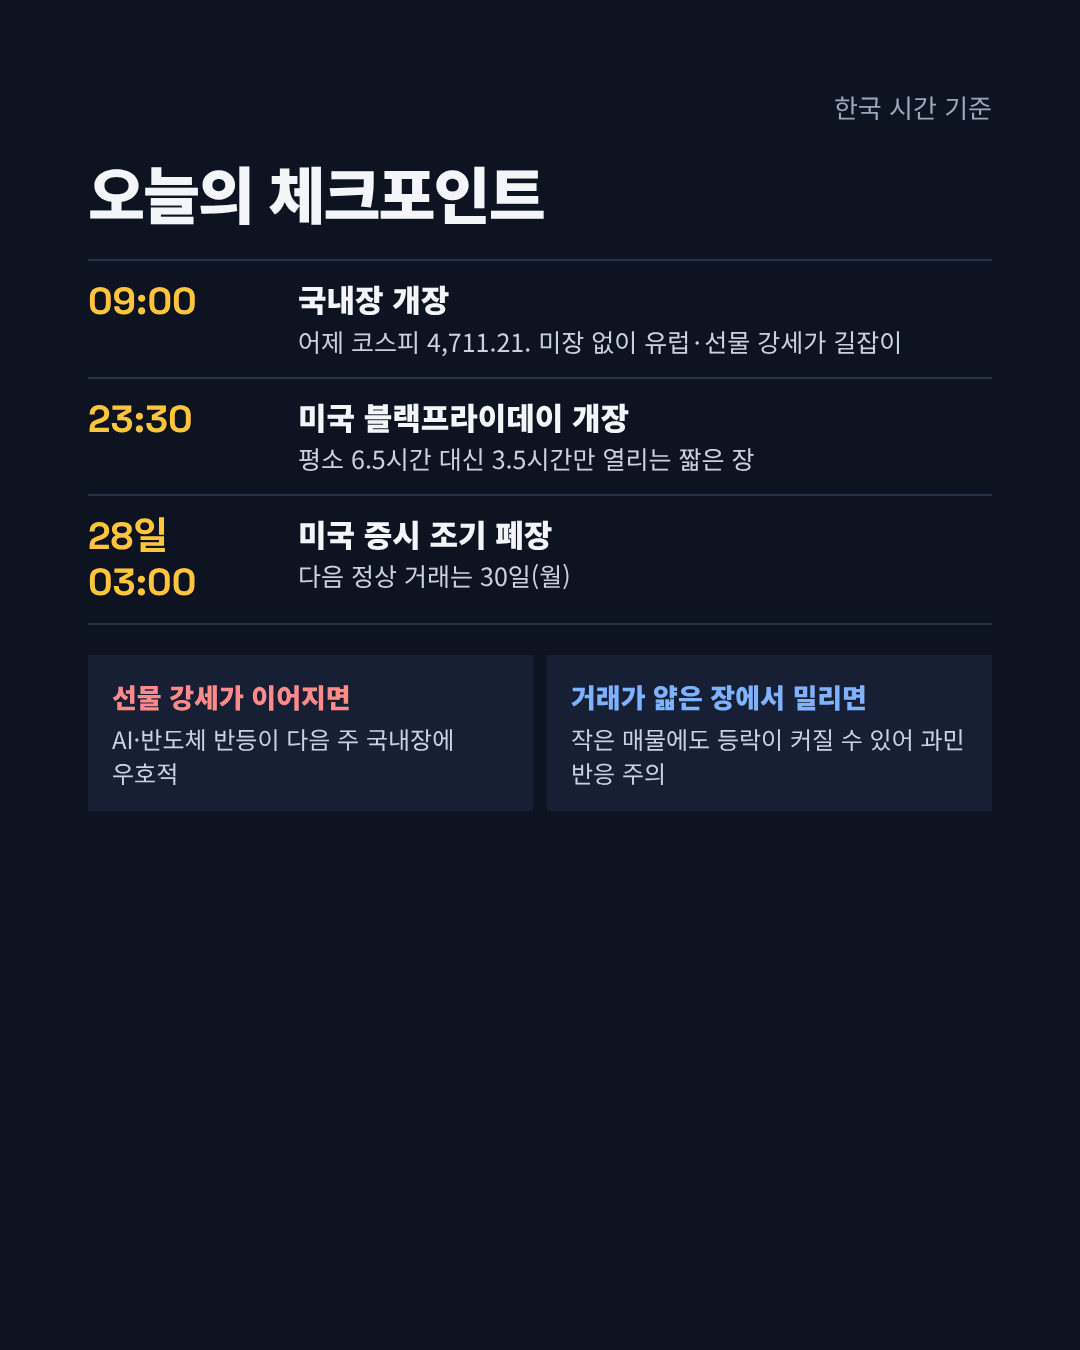 한국 시간 기준
오늘의 체크포인트
09:00
국내장 개장
어제 코스피 4,711.21. 미장 없이 유럽·선물 강세가 길잡이
23:30
미국 블랙프라이데이 개장
평소 6.5시간 대신 3.5시간만 열리는 짧은 장
28일
03:00
미국 증시 조기 폐장
다음 정상 거래는 30일(월)
선물 강세가 이어지면
AI·반도체 반등이 다음 주 국내장에
우호적
거래가 얇은 장에서 밀리면
작은 매물에도 등락이 커질 수 있어 과민
반응 주의